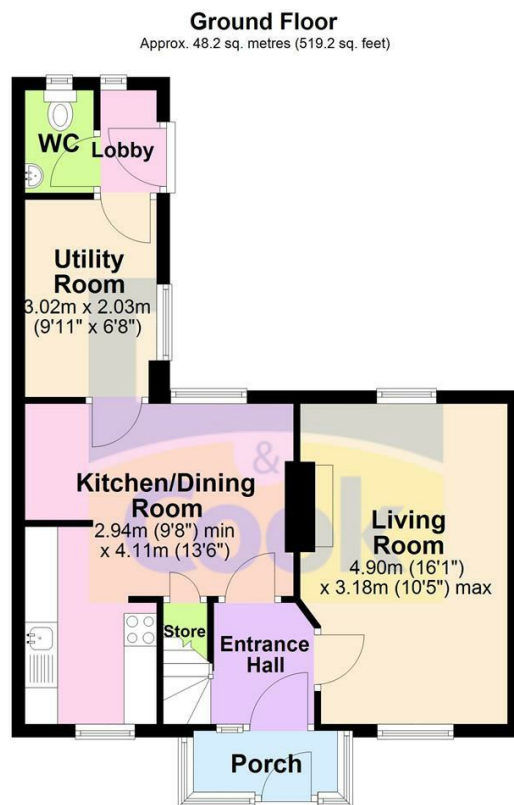 Ground Floor
Approx. 48.2 sq. metres (519.2 sq. feet)
WC
Lobby
Utility
Room
3.02m x 2.03m
(9'11" x 6'8")
&
Cook
Kitchen/Dining
Room
2.94m (9'8") min
x 4.11m (13'6")
Living
Room
4.90m (16'1")
x 3.18m (10'5") max
Store
Entrance
Hall
Porch